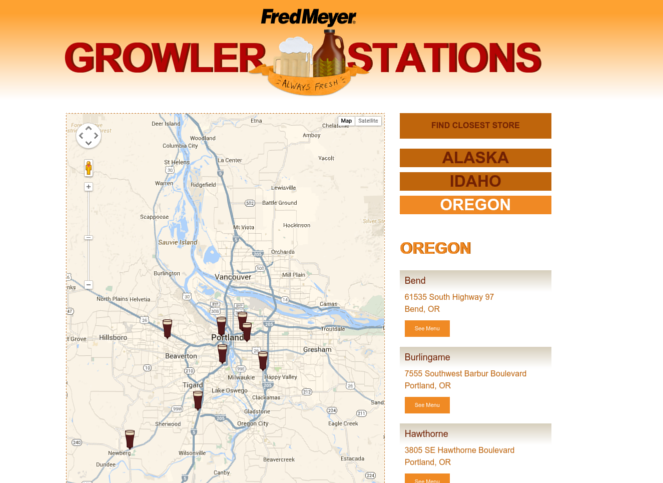 FredMeyer
GROWLER STATIONS
ALWAYS FRESH
Map Satellite
Deer Island
Etna
Chelatchie
Woodland
Amboy
Columbia City
St Helens
La Center
Yacolt
Warren
Ridgefield
Lewisville
Battle Ground
Scappoose
Mt Vista
Hockinson
Sauvie Island
Orchards
Burlington
Vancouver
Mill Plain
North Plains
Helvetia
Camas
Troutdale
Hillsboro
Portland
Gresham
Beaverton
Milwaukie
Happy Valley
Tigard
Lake Oswego
Clackamas
Gladstone
Sandy
Sherwood
Oregon City
Eagle Creek
Newberg
Wilsonville
Beavercreek
Estacada
Dundee
Canby
FIND CLOSEST STORE
ALASKA
IDAHO
OREGON
OREGON
Bend
61535 South Highway 97
Bend, OR
See Menu
Burlingame
7555 Southwest Barbur Boulevard
Portland, OR
See Menu
Hawthorne
3805 SE Hawthorne Boulevard
Portland, OR
See Menu